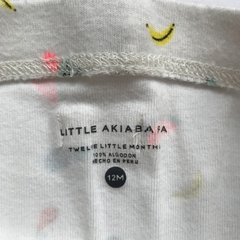 LITTLE AKIABARA
TWELVE LITTLE MONTHS
100% ALGODON
HECHO EN PERU
12M